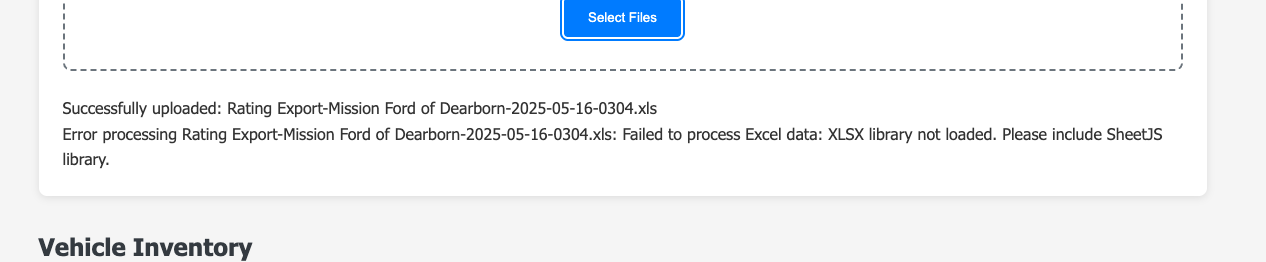 Select Files
Successfully uploaded: Rating Export-Mission Ford of Dearborn-2025-05-16-0304.xls
Error processing Rating Export-Mission Ford of Dearborn-2025-05-16-0304.xls: Failed to process Excel data: XLSX library not loaded. Please include SheetJS
library.
Vehicle Inventory